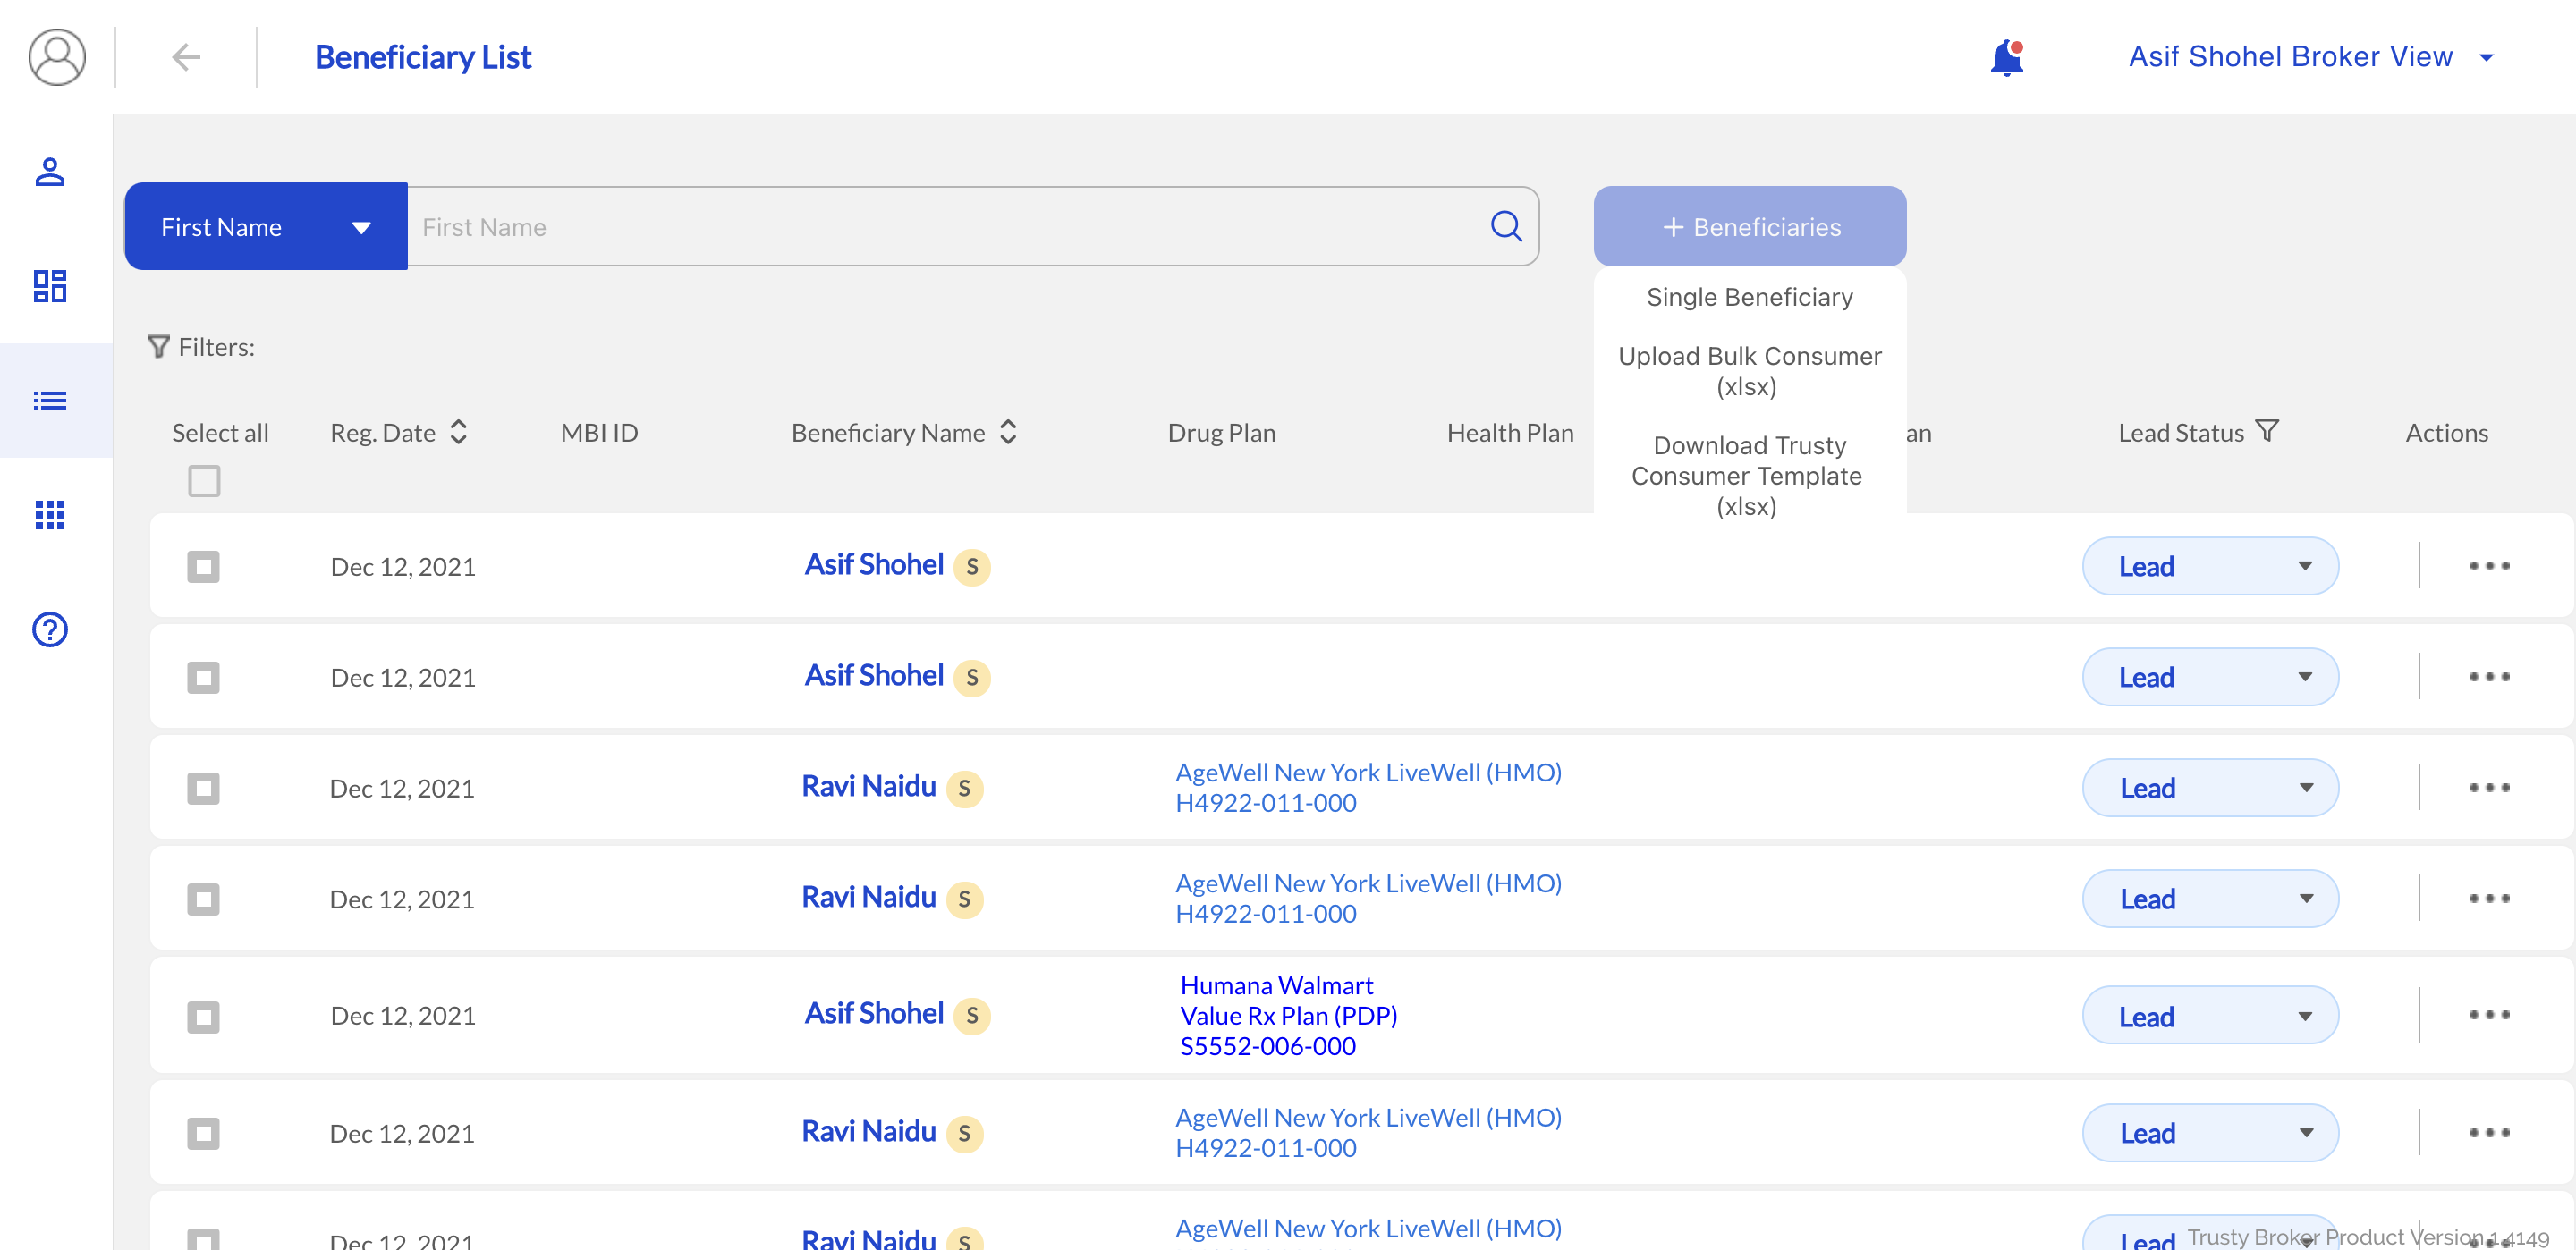 Beneficiary List
Asif Shohel Broker View
First Name
First Name
+ Beneficiaries
Single Beneficiary
Upload Bulk Consumer
(xlsx)
Download Trusty
Consumer Template
(xlsx)
Filters:
Select all Reg. Date MBI ID Beneficiary Name Drug Plan Health Plan an Lead Status Actions
Dec 12, 2021 Asif Shohel S Lead
Dec 12, 2021 Asif Shohel S Lead
Dec 12, 2021 Ravi Naidu S AgeWell New York LiveWell (HMO) Lead
H4922-011-000
Dec 12, 2021 Ravi Naidu S AgeWell New York LiveWell (HMO) Lead
H4922-011-000
Humana Walmart
Dec 12, 2021 Asif Shohel S Value Rx Plan (PDP) Lead
S5552-006-000
Dec 12, 2021 Ravi Naidu S AgeWell New York LiveWell (HMO) Lead
H4922-011-000
Dec 12, 2021 Ravi Naidu S AgeWell New York LiveWell (HMO) Lead
Trusty Broker Product Version 1.4149